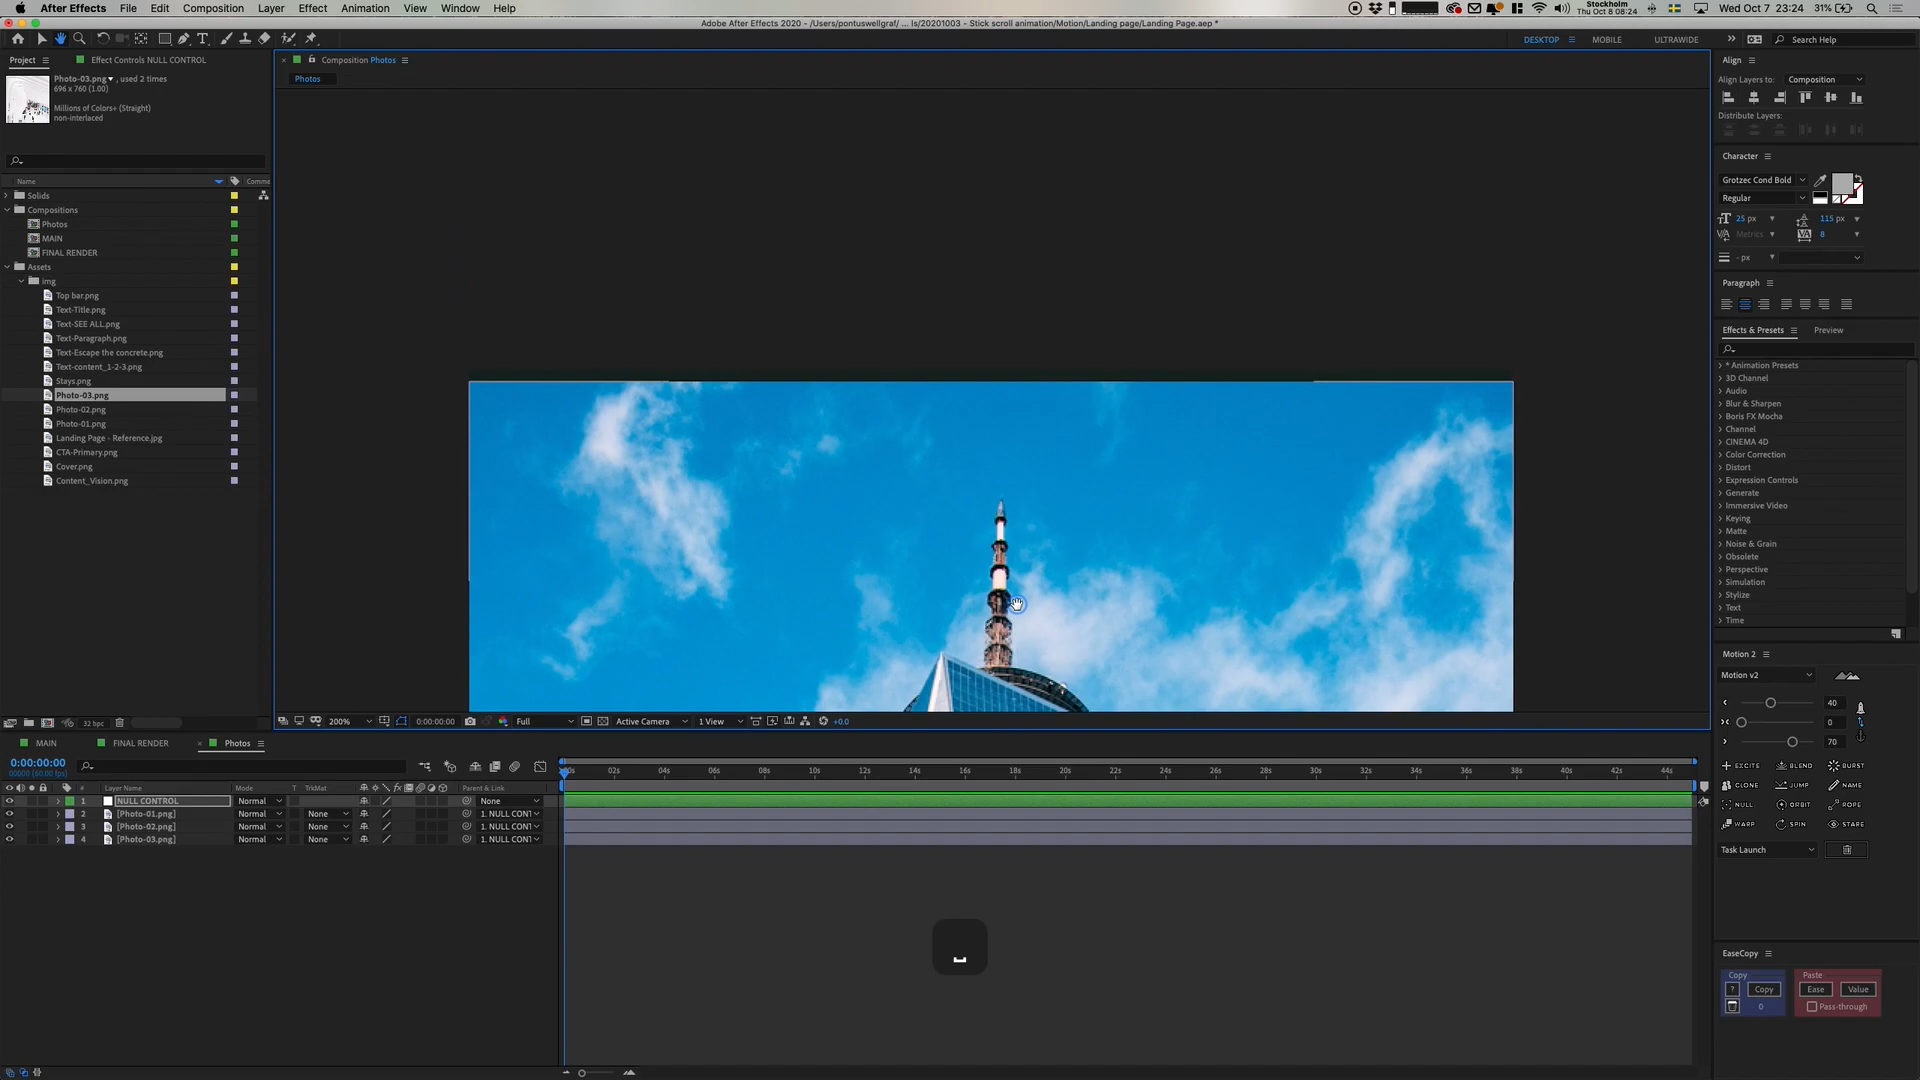 After Effects File Edit Composition Layer Effect Animation View Window Help
Stockholm
Thu Oct 8 08:24
31% Wed Oct 7 23:24
Adobe After Effects 2020 - /Users/pontuswellgraf/ ... ls/20201003 - Stick scroll animation/Motion/Landing page/Landing Page.aep *
DESKTOP MOBILE ULTRAWIDE Search Help
Project Effect Controls NULL CONTROL
Photo-03.png , used 2 times
696 x 760 (1.00)
Millions of Colors+ (Straight)
non-interlaced
Name Comme
Solids
Compositions
Photos
MAIN
FINAL RENDER
Assets
img
Top bar.png
Text-Title.png
Text-SEE ALL.png
Text-Paragraph.png
Text-Escape the concrete.png
Text-content_1-2-3.png
Stays.png
Photo-03.png
Photo-02.png
Photo-01.png
Landing Page - Reference.jpg
CTA-Primary.png
Cover.png
Content_Vision.png
32 bpc
Composition Photos
Photos
200% 0:00:00:00 Full Active Camera 1 View +0.0
Align
Align Layers to: Composition
Distribute Layers:
Character
Grotzec Cond Bold
Regular
25 px 115 px
Metrics 8
- px
Paragraph
Effects & Presets Preview
* Animation Presets
3D Channel
Audio
Blur & Sharpen
Boris FX Mocha
Channel
CINEMA 4D
Color Correction
Distort
Expression Controls
Generate
Immersive Video
Keying
Matte
Noise & Grain
Obsolete
Perspective
Simulation
Stylize
Text
Time
Motion 2
Motion v2
40
0
70
EXCITE BLEND BURST
CLONE JUMP NAME
NULL ORBIT ROPE
WARP SPIN STARE
Task Launch
EaseCopy
Copy Paste
? Copy Ease Value
0 Pass-through
MAIN FINAL RENDER Photos
0:00:00:00
00000 (60.00 fps)
# Layer Name Mode T TrkMat Parent & Link
1 NULL CONTROL Normal None
2 [Photo-01.png] Normal None 1. NULL CONT
3 [Photo-02.png] Normal None 1. NULL CONT
4 [Photo-03.png] Normal None 1. NULL CONT
02s 04s 06s 08s 10s 12s 14s 16s 18s 20s 22s 24s 26s 28s 30s 32s 34s 36s 38s 40s 42s 44s